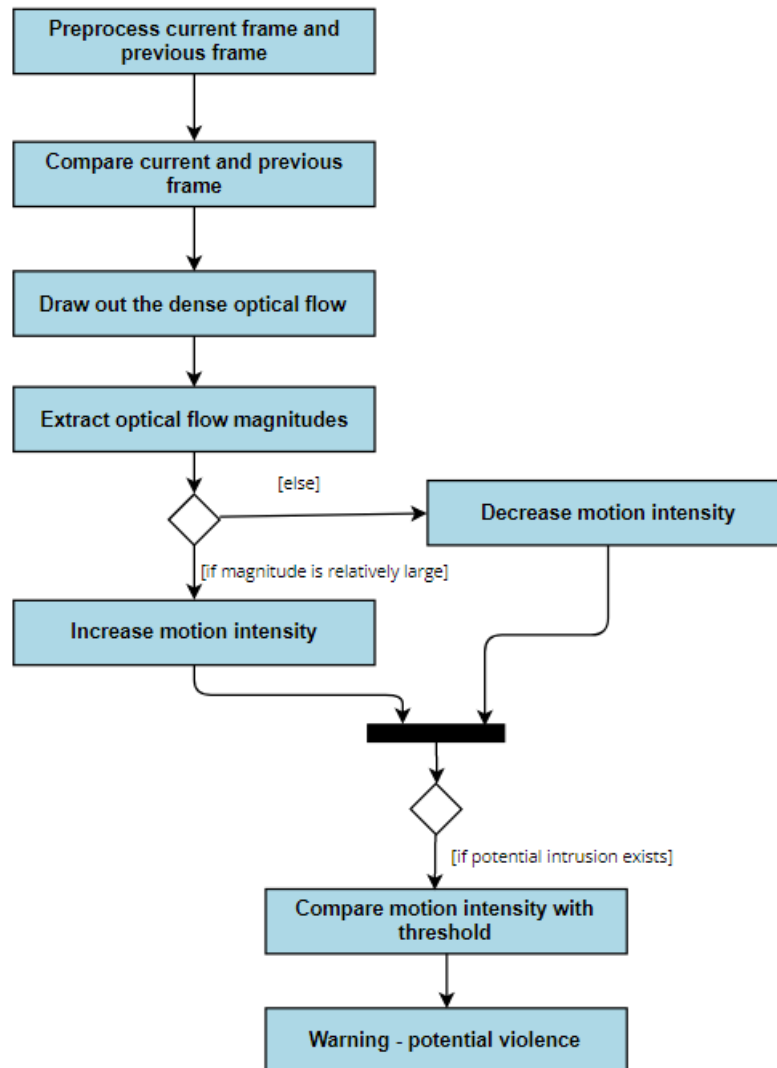 Preprocess current frame and
previous frame
Compare current and previous
frame
Draw out the dense optical flow
Extract optical flow magnitudes
[else]
Decrease motion intensity
[if magnitude is relatively large]
Increase motion intensity
[if potential intrusion exists]
Compare motion intensity with
threshold
Warning - potential violence